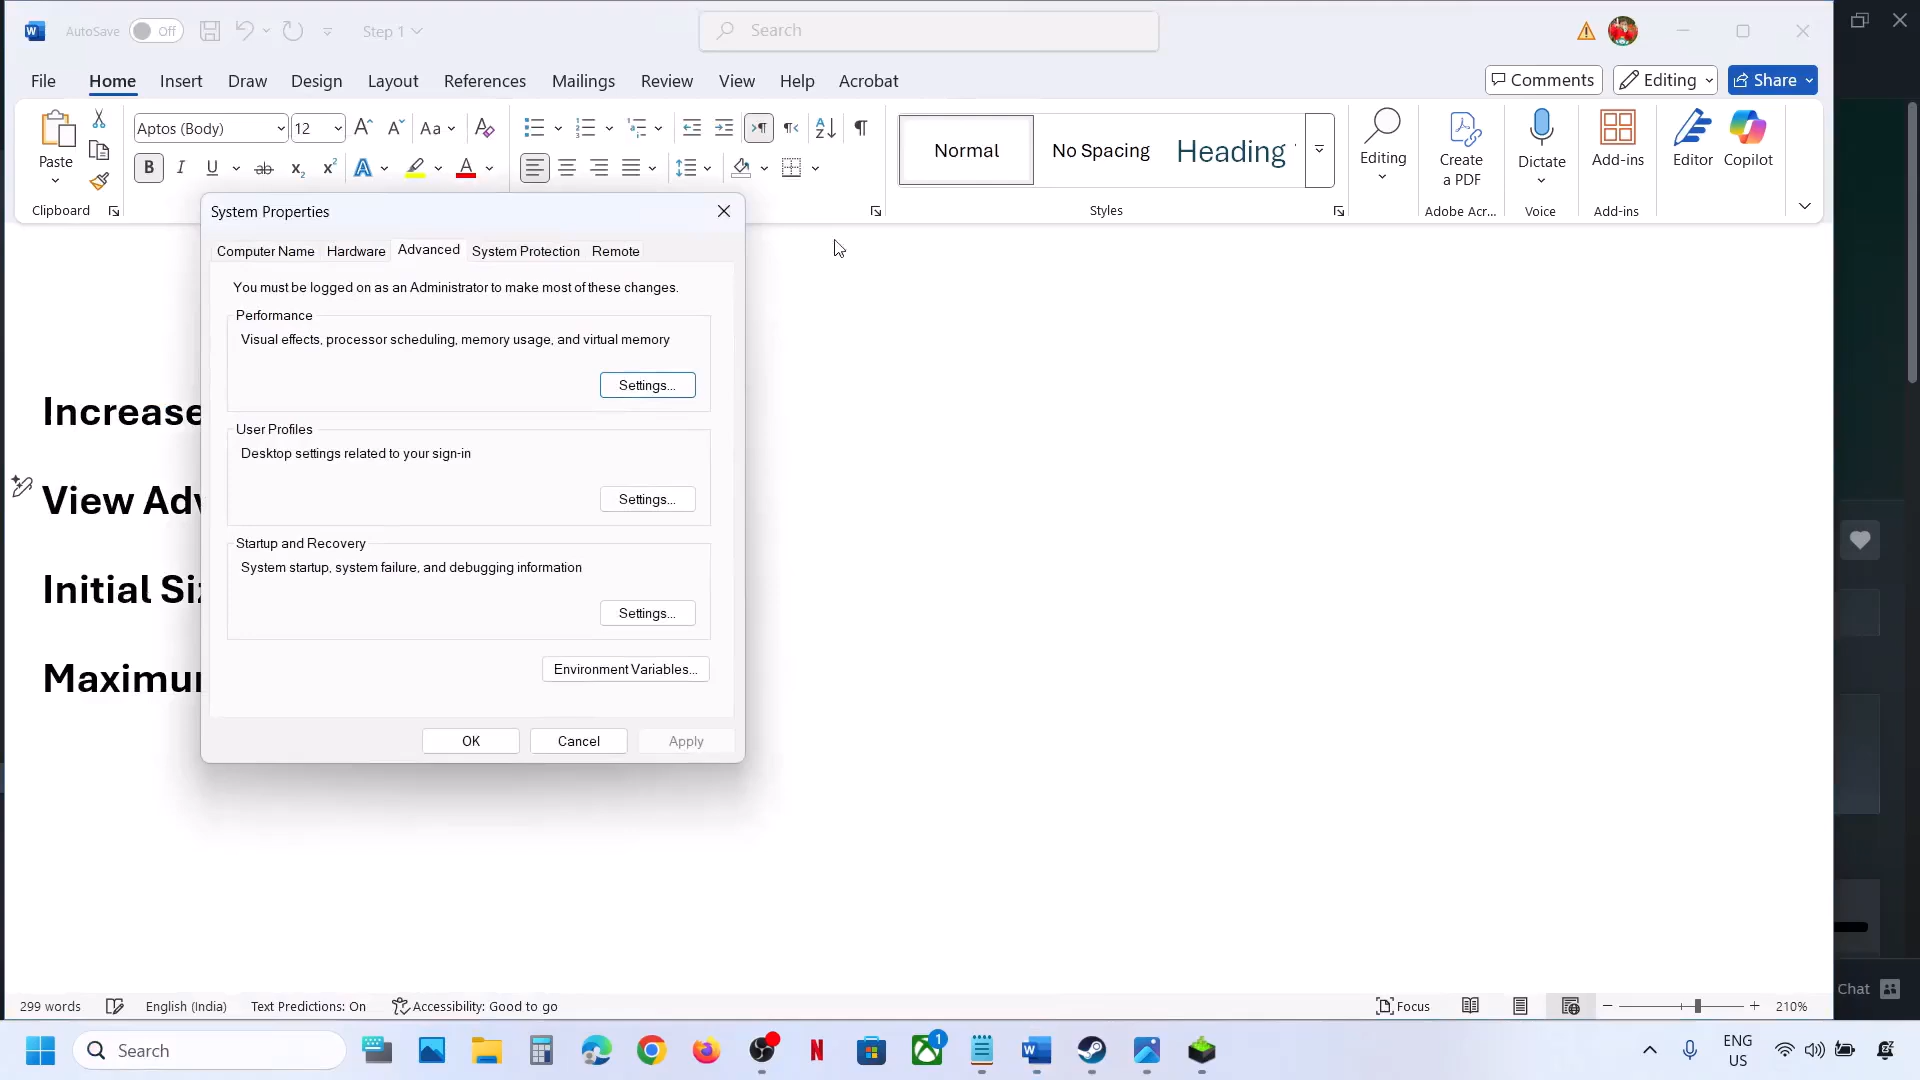 AutoSave Off Step 1 Search
File Home Insert Draw Design Layout References Mailings Review View Help Acrobat Comments Editing Share
Paste
Clipboard
Aptos (Body) 12 Aa
B I U ab x₂ x² A A
Normal No Spacing Heading
Styles
Editing
Create a PDF
Adobe Acr...
Dictate
Voice
Add-ins
Add-ins
Editor
Copilot
System Properties
Computer Name Hardware Advanced System Protection Remote
You must be logged on as an Administrator to make most of these changes.
Performance
Visual effects, processor scheduling, memory usage, and virtual memory
Settings...
User Profiles
Desktop settings related to your sign-in
Settings...
Startup and Recovery
System startup, system failure, and debugging information
Settings...
Environment Variables...
OK Cancel Apply
Increase
View Adv
Initial Si
Maximu
Chat
299 words English (India) Text Predictions: On Accessibility: Good to go Focus 210%
Search 1 ENG
US